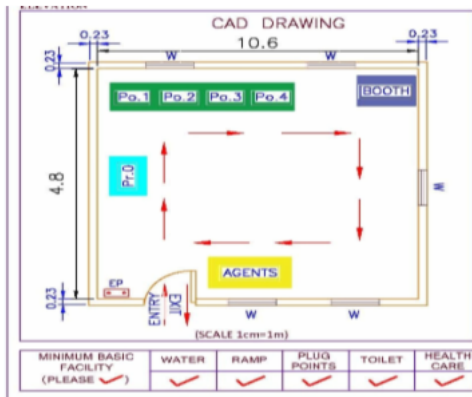 ELEVATION
CAD DRAWING
0.23 10.6 0.23
W W
0.23
Po.1 Po.2 Po.3 Po.4 BOOTH
4.8
Pr.O
W
AGENTS
EP
ENTRY EXIT
0.23
W W
(SCALE 1cm=1m)
MINIMUM BASIC FACILITY (PLEASE ✓) WATER RAMP PLUG POINTS TOILET HEALTH CARE
✓ ✓ ✓ ✓ ✓